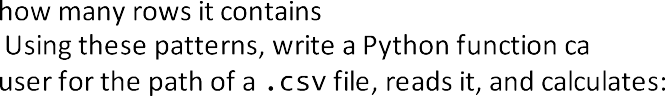 how many rows it contains
Using these patterns, write a Python function ca
user for the path of a .csv file, reads it, and calculates: